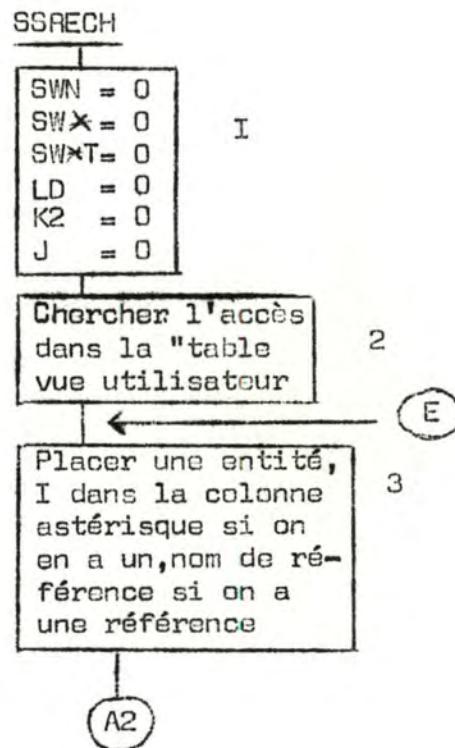 SSRECH
SWN = 0
SW* = 0
SW*T= 0
LD = 0
K2 = 0
J = 0
I
Chercher l'accès
dans la "table
vue utilisateur
2
E
Placer une entité,
I dans la colonne
astérisque si on
en a un,nom de ré-
férence si on a
une référence
3
A2